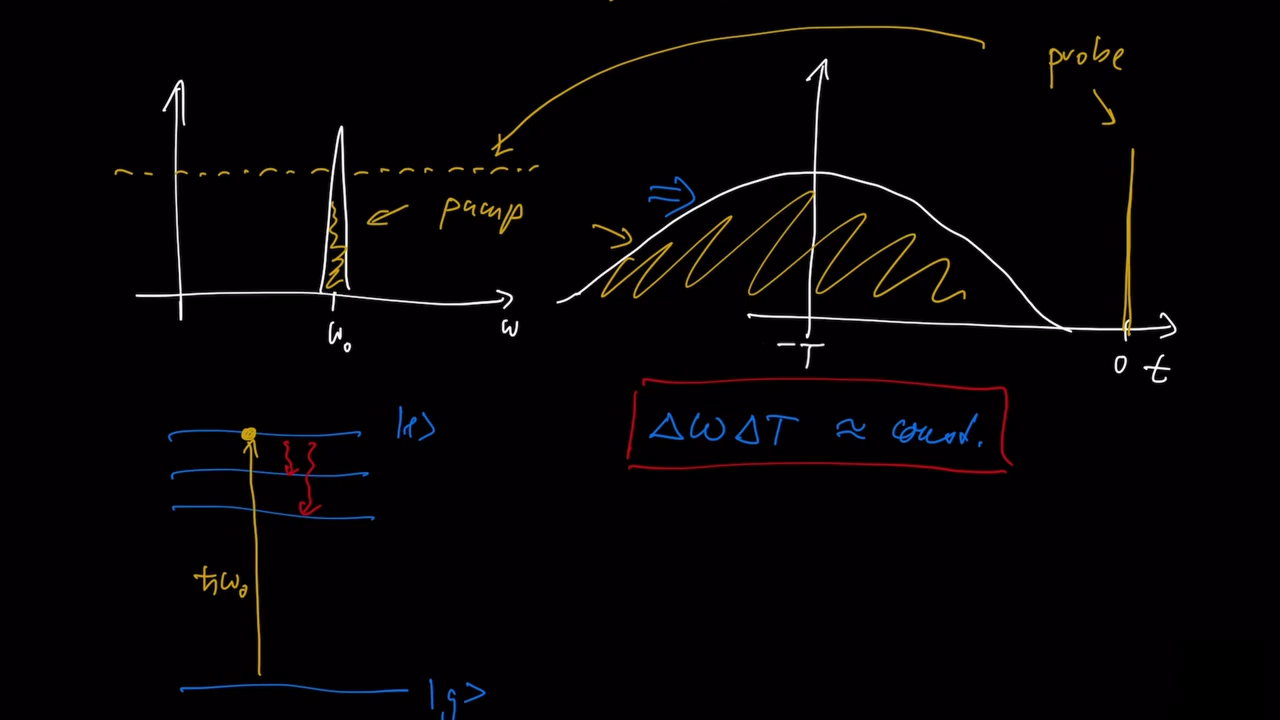 probe
pump
ω₀
ω
-T
0 t
ΔωΔT ≈ const.
|e>
ħω₀
|g>